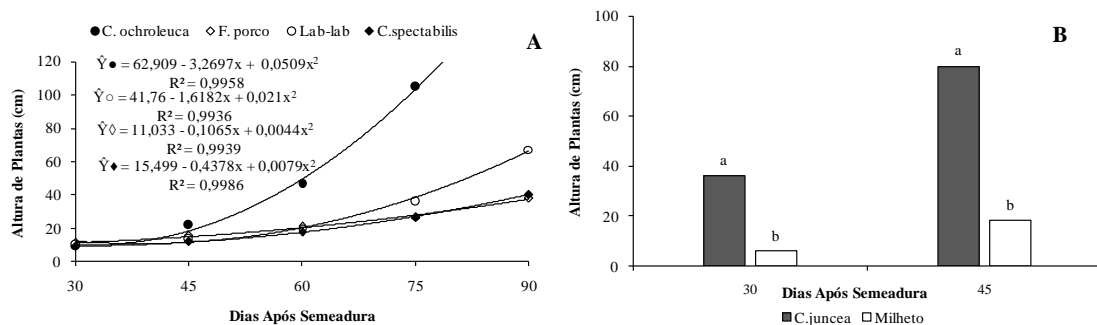 ● C. ochroleuca ◇ F. porco ○ Lab-lab ◆ C.spectabilis
A
Altura de Plantas (cm)
120
100
80
60
40
20
0
Ŷ● = 62,909 - 3,2697x + 0,0509x²
R² = 0,9958
Ŷ○ = 41,76 - 1,6182x + 0,021x²
R² = 0,9936
Ŷ◊ = 11,033 - 0,1065x + 0,0044x²
R² = 0,9939
Ŷ♦ = 15,499 - 0,4378x + 0,0079x²
R² = 0,9986
30 45 60 75 90
Dias Após Semeadura
B
Altura de Plantas (cm)
80
60
40
20
0
a
b
a
b
30 45
Dias Após Semeadura
C.juncea Milheto